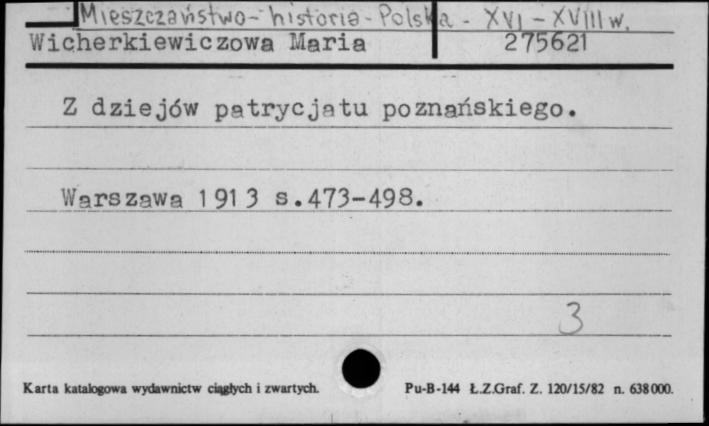 Mieszczaństwo - historia - Polska - XVI - XVIII w.
Wicherkiewiczowa Maria 275621
Z dziejów patrycjatu poznańskiego.
Warszawa 1913 s.473-498.
3
Karta katalogowa wydawnictw ciągłych i zwartych. Pu-B-144 Ł.Z.Graf. Z. 120/15/82 n. 638000.